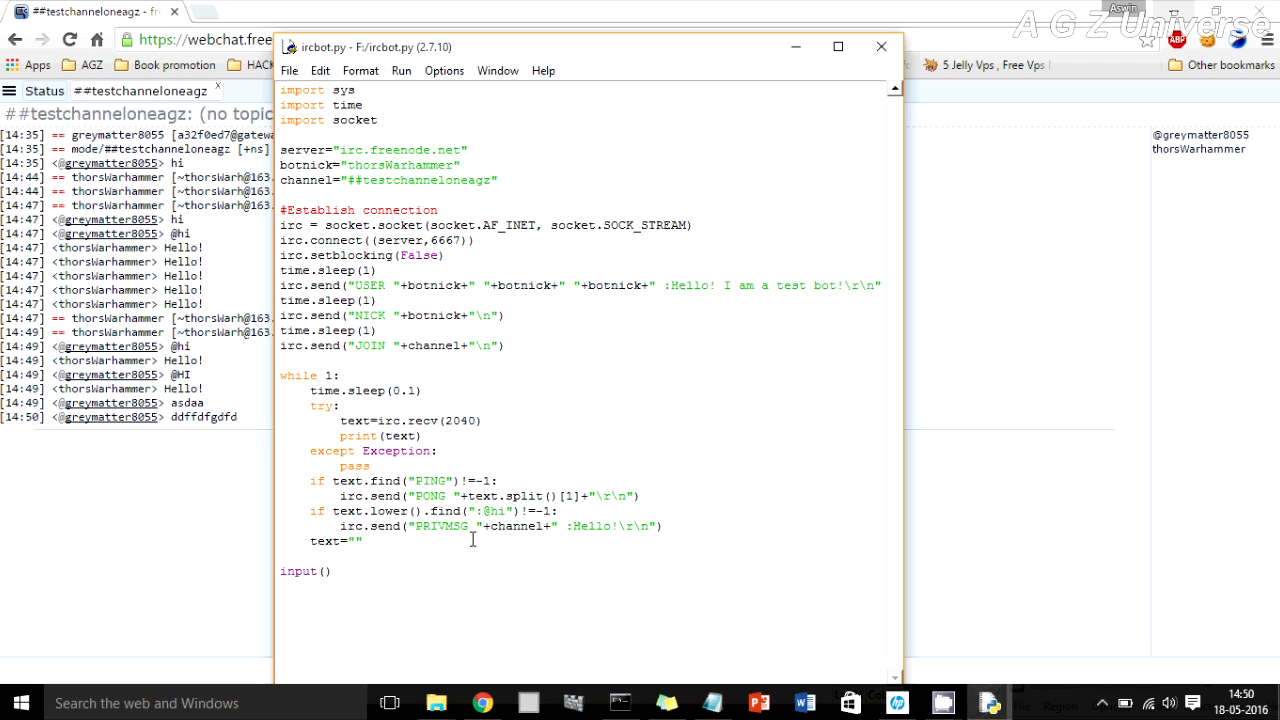 ##testchanneloneagz - fr
Aswin
A G Z Universe
https://webchat.free
Apps
AGZ
Book promotion
HACK
5 Jelly Vps , Free Vps
Other bookmarks
ircbot.py - F:/ircbot.py (2.7.10)
File Edit Format Run Options Window Help
Status
##testchanneloneagz
##testchanneloneagz: (no topic
[14:35] == greymatter8055 [a32f0ed7@gatewa
[14:35] == mode/##testchanneloneagz [+ns]
[14:35] <@greymatter8055> hi
[14:44] == thorsWarhammer [~thorsWarh@163.
[14:47] == thorsWarhammer [~thorsWarh@163.
[14:47] == thorsWarhammer [~thorsWarh@163.
[14:47] <@greymatter8055> hi
[14:47] <@greymatter8055> @hi
[14:47] <thorsWarhammer> Hello!
[14:47] <thorsWarhammer> Hello!
[14:47] <thorsWarhammer> Hello!
[14:47] <thorsWarhammer> Hello!
[14:47] <thorsWarhammer> Hello!
[14:47] == thorsWarhammer [~thorsWarh@163.
[14:49] == thorsWarhammer [~thorsWarh@163.
[14:49] <@greymatter8055> @hi
[14:49] <thorsWarhammer> Hello!
[14:49] <@greymatter8055> @HI
[14:49] <thorsWarhammer> Hello!
[14:49] <@greymatter8055> asdaa
[14:50] <@greymatter8055> ddffdfgdfd
import sys
import time
import socket
server="irc.freenode.net"
botnick="thorsWarhammer"
channel="##testchanneloneagz"
#Establish connection
irc = socket.socket(socket.AF_INET, socket.SOCK_STREAM)
irc.connect((server,6667))
irc.setblocking(False)
time.sleep(1)
irc.send("USER "+botnick+" "+botnick+" "+botnick+" :Hello! I am a test bot!\r\n"
time.sleep(1)
irc.send("NICK "+botnick+"\n")
time.sleep(1)
irc.send("JOIN "+channel+"\n")
while 1:
    time.sleep(0.1)
    try:
        text=irc.recv(2040)
        print(text)
    except Exception:
        pass
    if text.find("PING")!=-1:
        irc.send("PONG "+text.split()[1]+"\r\n")
    if text.lower().find(":@hi")!=-1:
        irc.send("PRIVMSG "+channel+" :Hello!\r\n")
    text=""
input()
@greymatter8055
thorsWarhammer
Search the web and Windows
File Region
14:50
18-05-2016